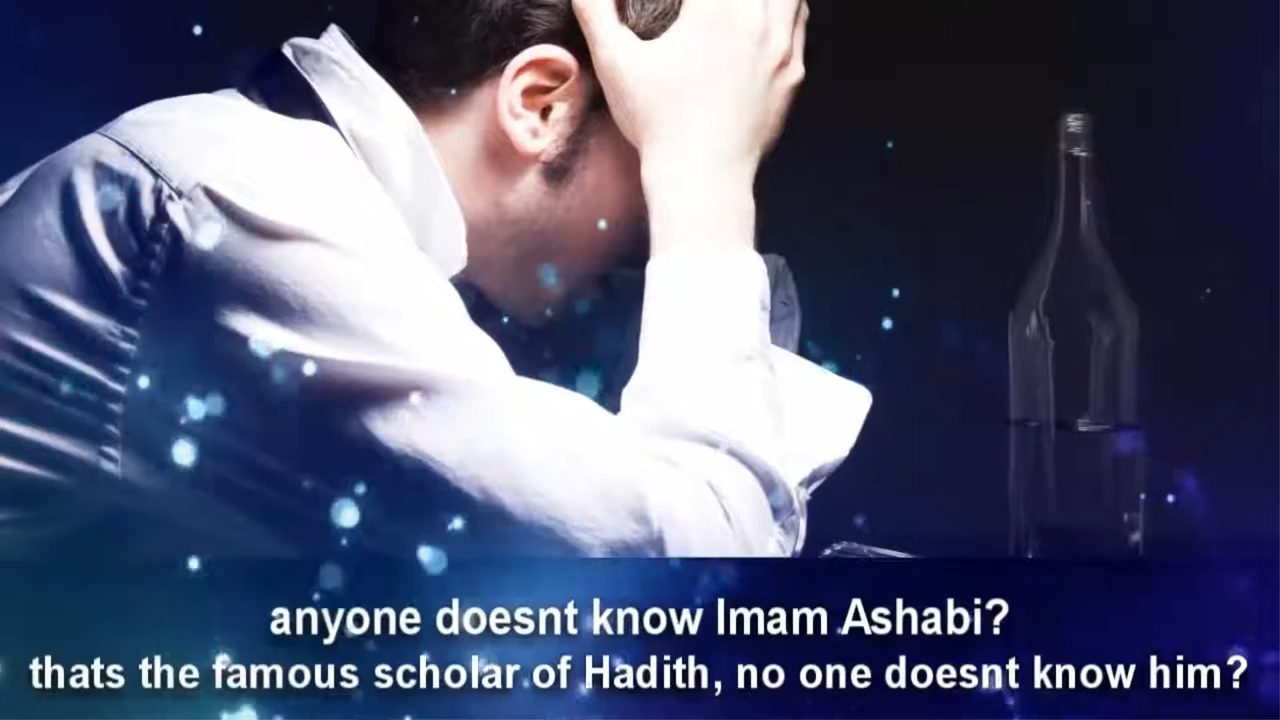 anyone doesnt know Imam Ashabi?
thats the famous scholar of Hadith, no one doesnt know him?